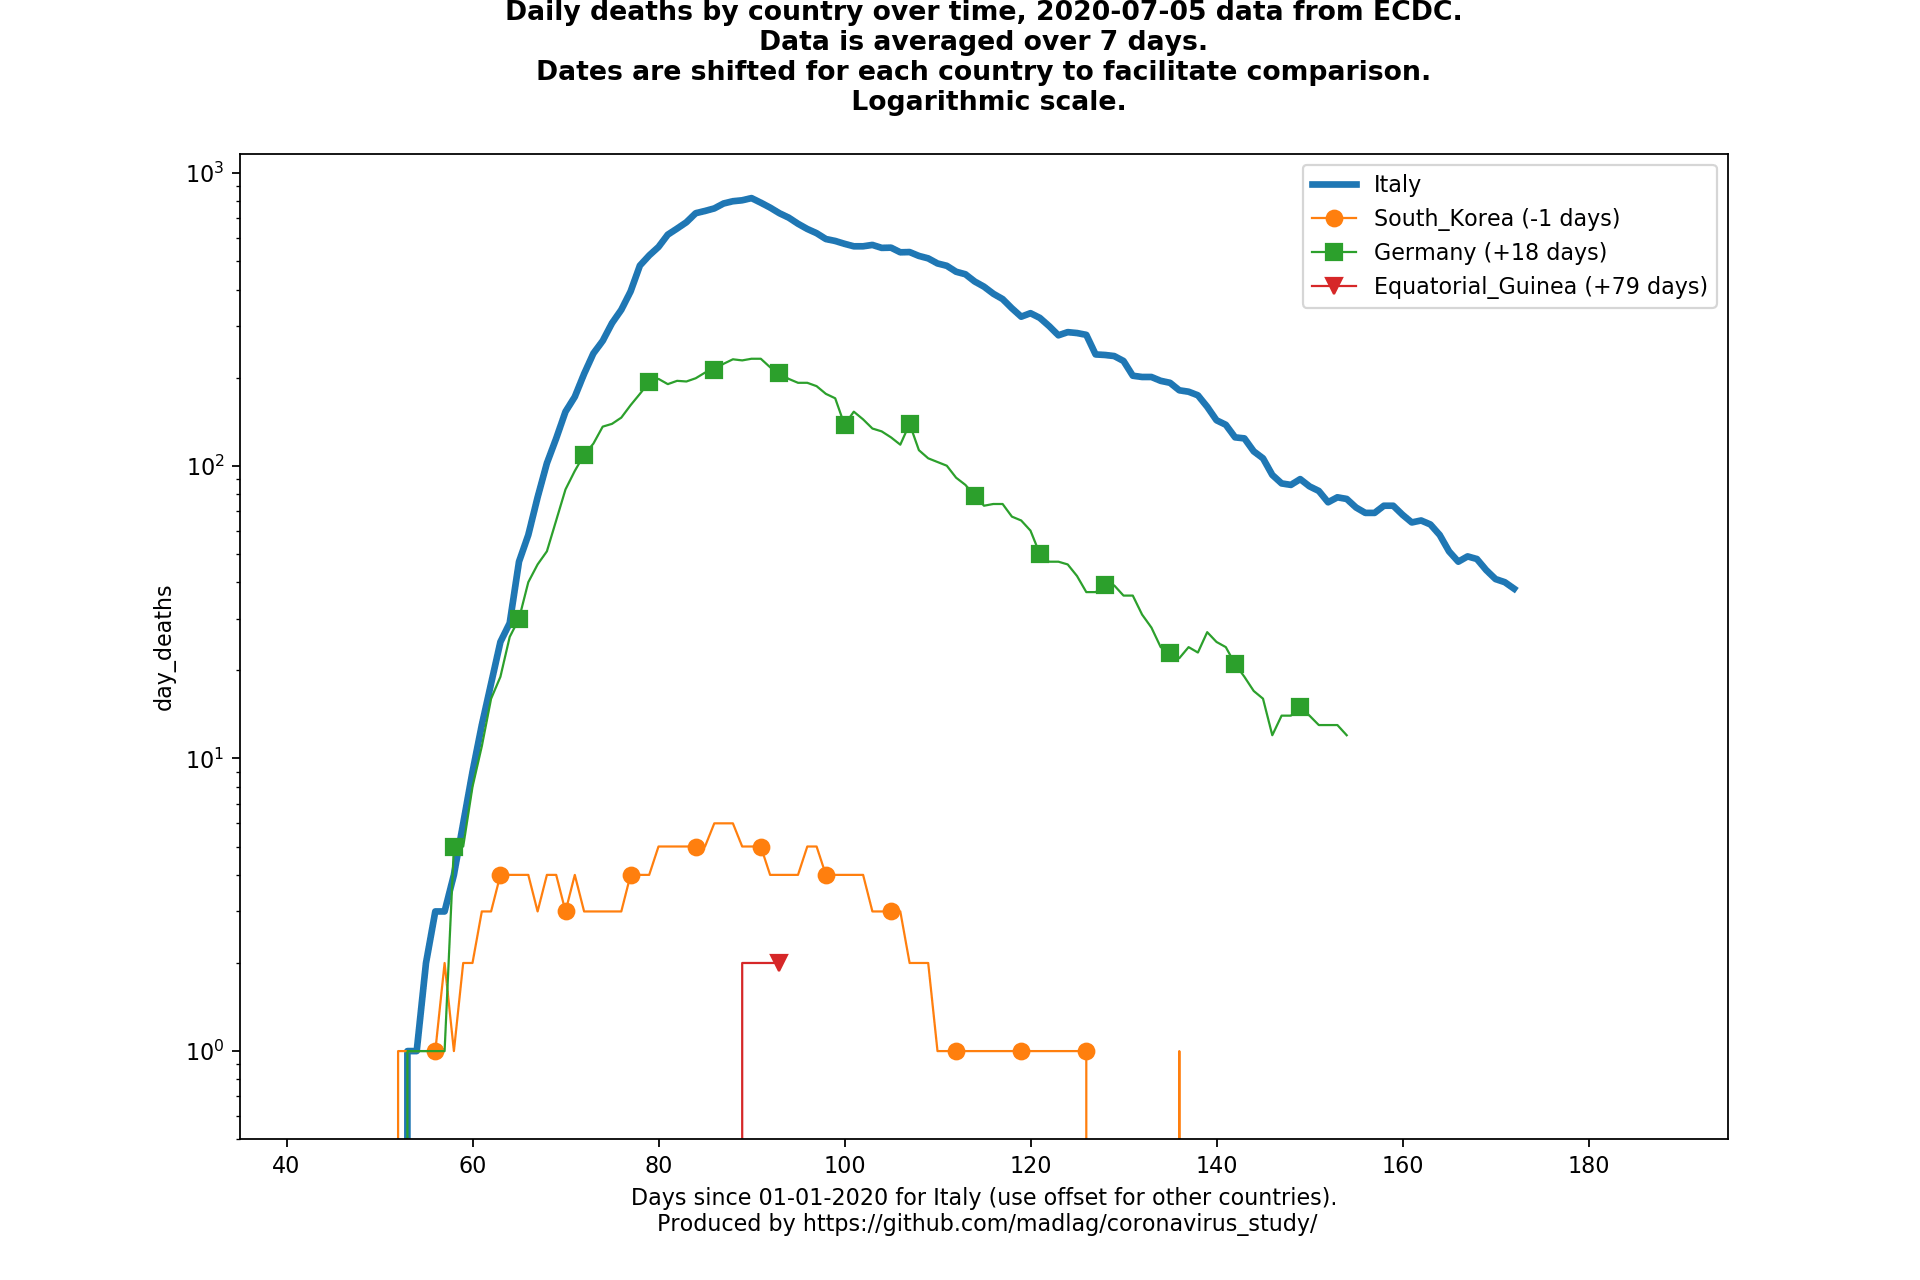 Daily deaths by country over time, 2020-07-05 data from ECDC.
Data is averaged over 7 days.
Dates are shifted for each country to facilitate comparison.
Logarithmic scale.
10³
10²
10¹
10⁰
day_deaths
Italy
South_Korea (-1 days)
Germany (+18 days)
Equatorial_Guinea (+79 days)
40 60 80 100 120 140 160 180
Days since 01-01-2020 for Italy (use offset for other countries).
Produced by https://github.com/madlag/coronavirus_study/